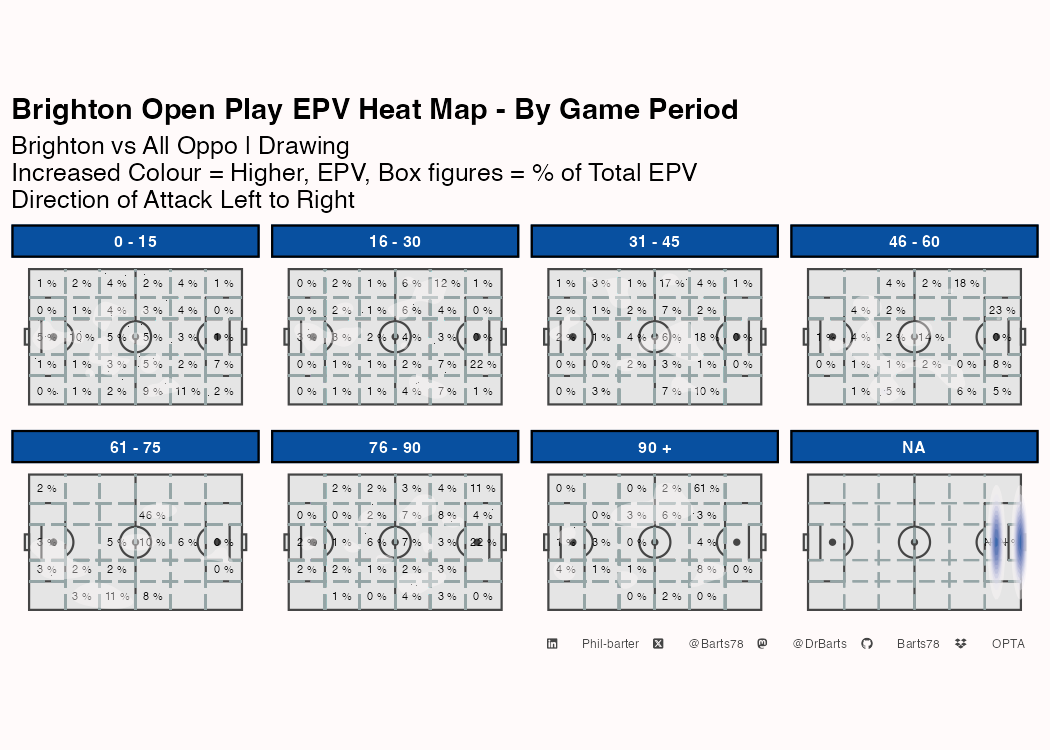 Brighton Open Play EPV Heat Map - By Game Period
Brighton vs All Oppo | Drawing
Increased Colour = Higher, EPV, Box figures = % of Total EPV
Direction of Attack Left to Right
0 - 15
1 % 2 % 4 % 2 % 4 % 1 %
0 % 1 % 4 % 3 % 4 % 0 %
5 % 10 % 5 % 5 % 3 %
1 % 1 % 3 % 5 % 2 % 7 %
0 % 1 % 2 % 9 % 11 % 2 %
16 - 30
0 % 2 % 1 % 6 % 12 % 1 %
0 % 2 % 1 % 6 % 4 % 0 %
3 % 3 % 2 % 4 % 3 %
0 % 1 % 1 % 2 % 7 % 22 %
0 % 1 % 1 % 4 % 7 % 1 %
31 - 45
1 % 3 % 1 % 17 % 4 % 1 %
2 % 1 % 2 % 7 % 2 %
2 % 1 % 4 % 6 % 18 %
0 % 0 % 2 % 3 % 1 % 0 %
0 % 3 % 7 % 10 %
46 - 60
4 % 2 % 18 %
4 % 2 % 23 %
4 % 2 % 14 %
0 % 1 % 1 % 2 % 0 % 8 %
1 % 5 % 6 % 5 %
61 - 75
2 %
46 %
3 % 5 % 10 % 6 %
3 % 2 % 2 % 0 %
3 % 11 % 8 %
76 - 90
2 % 2 % 3 % 4 % 11 %
0 % 0 % 2 % 7 % 8 % 4 %
2 % 1 % 6 % 7 % 3 % 22 %
2 % 2 % 1 % 2 % 3 %
1 % 0 % 4 % 3 % 0 %
90 +
0 % 0 % 2 % 61 %
0 % 3 % 6 % 3 %
3 % 0 % 4 %
4 % 1 % 1 % 8 % 0 %
0 % 2 % 0 %
NA
Phil-barter @Barts78 @DrBarts Barts78 OPTA